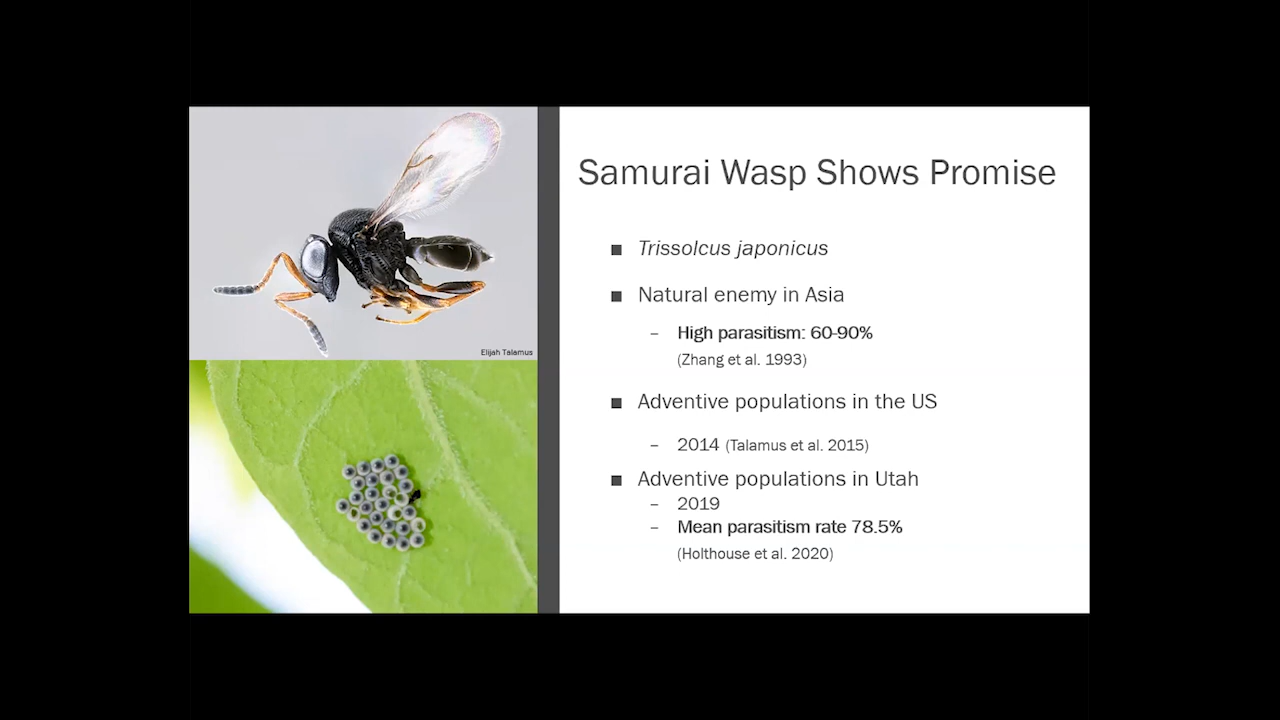 Samurai Wasp Shows Promise
Elijah Talamus
■ Trissolcus japonicus
■ Natural enemy in Asia
– High parasitism: 60-90%
(Zhang et al. 1993)
■ Adventive populations in the US
– 2014 (Talamus et al. 2015)
■ Adventive populations in Utah
– 2019
– Mean parasitism rate 78.5%
(Holthouse et al. 2020)